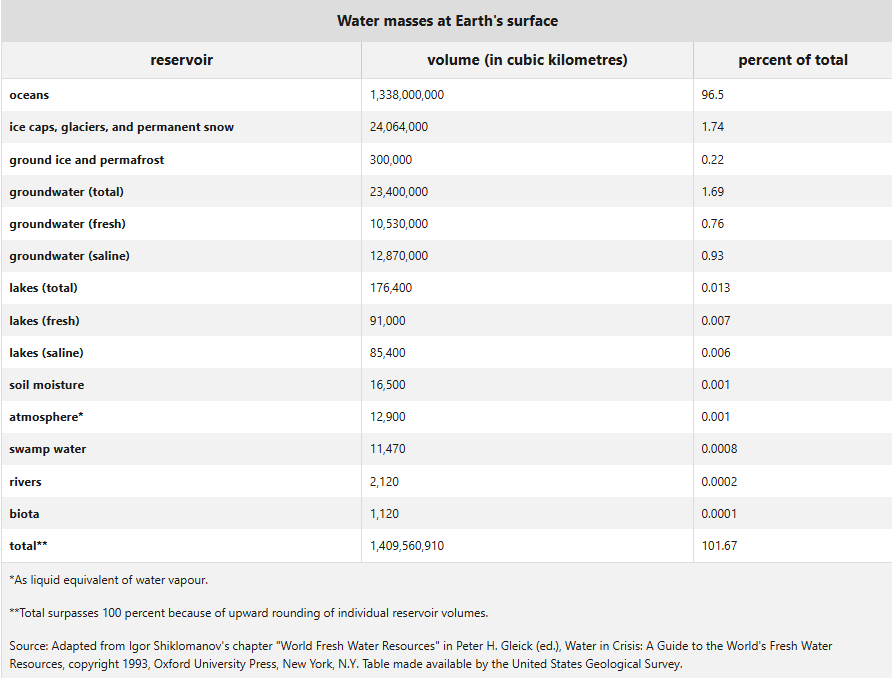 Water masses at Earth's surface
reservoir volume (in cubic kilometres) percent of total
oceans 1,338,000,000 96.5
ice caps, glaciers, and permanent snow 24,064,000 1.74
ground ice and permafrost 300,000 0.22
groundwater (total) 23,400,000 1.69
groundwater (fresh) 10,530,000 0.76
groundwater (saline) 12,870,000 0.93
lakes (total) 176,400 0.013
lakes (fresh) 91,000 0.007
lakes (saline) 85,400 0.006
soil moisture 16,500 0.001
atmosphere* 12,900 0.001
swamp water 11,470 0.0008
rivers 2,120 0.0002
biota 1,120 0.0001
total** 1,409,560,910 101.67
*As liquid equivalent of water vapour.
**Total surpasses 100 percent because of upward rounding of individual reservoir volumes.
Source: Adapted from Igor Shiklomanov's chapter "World Fresh Water Resources" in Peter H. Gleick (ed.), Water in Crisis: A Guide to the World's Fresh Water
Resources, copyright 1993, Oxford University Press, New York, N.Y. Table made available by the United States Geological Survey.